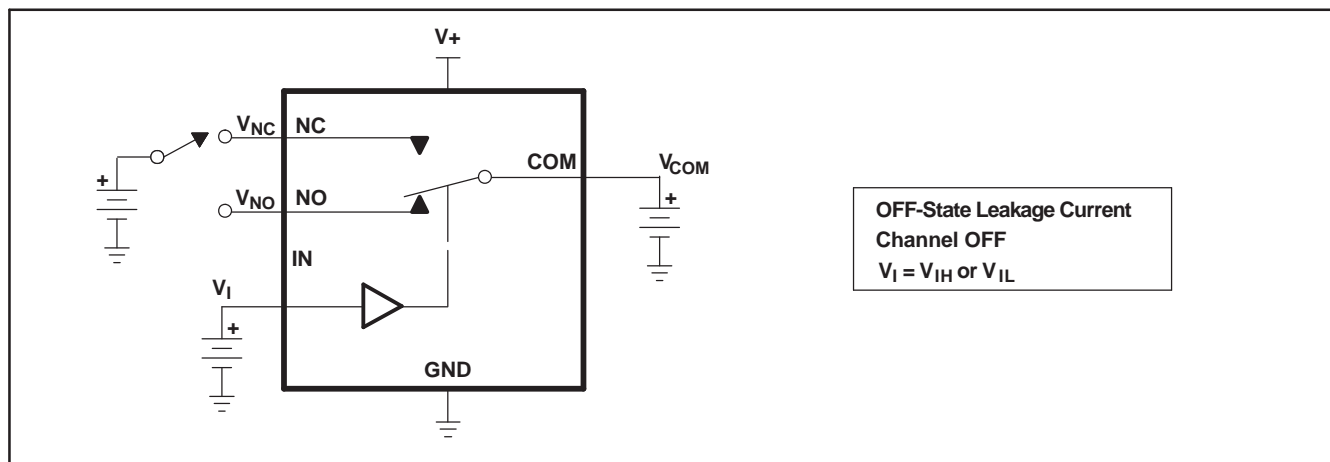 V+
VNC NC
COM VCOM
+ VNO NO +
OFF-State Leakage Current
Channel OFF
VI = VIH or VIL
IN
VI
+
GND